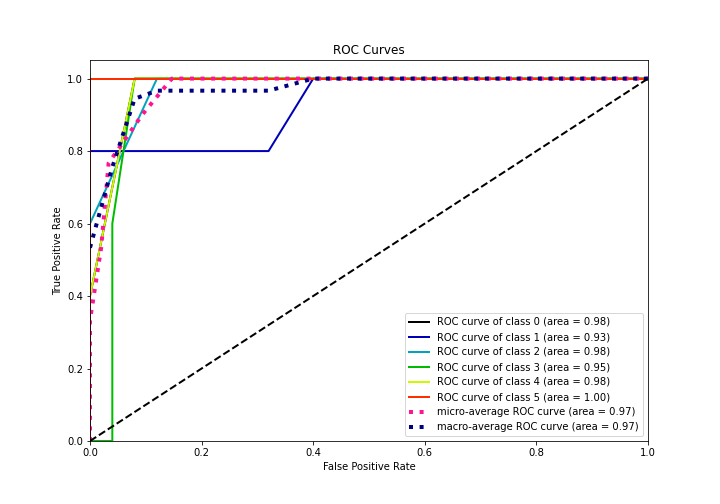 ROC Curves
1.0
0.8
0.6
0.4
0.2
0.0
True Positive Rate
0.0 0.2 0.4 0.6 0.8 1.0
False Positive Rate
ROC curve of class 0 (area = 0.98)
ROC curve of class 1 (area = 0.93)
ROC curve of class 2 (area = 0.98)
ROC curve of class 3 (area = 0.95)
ROC curve of class 4 (area = 0.98)
ROC curve of class 5 (area = 1.00)
micro-average ROC curve (area = 0.97)
macro-average ROC curve (area = 0.97)